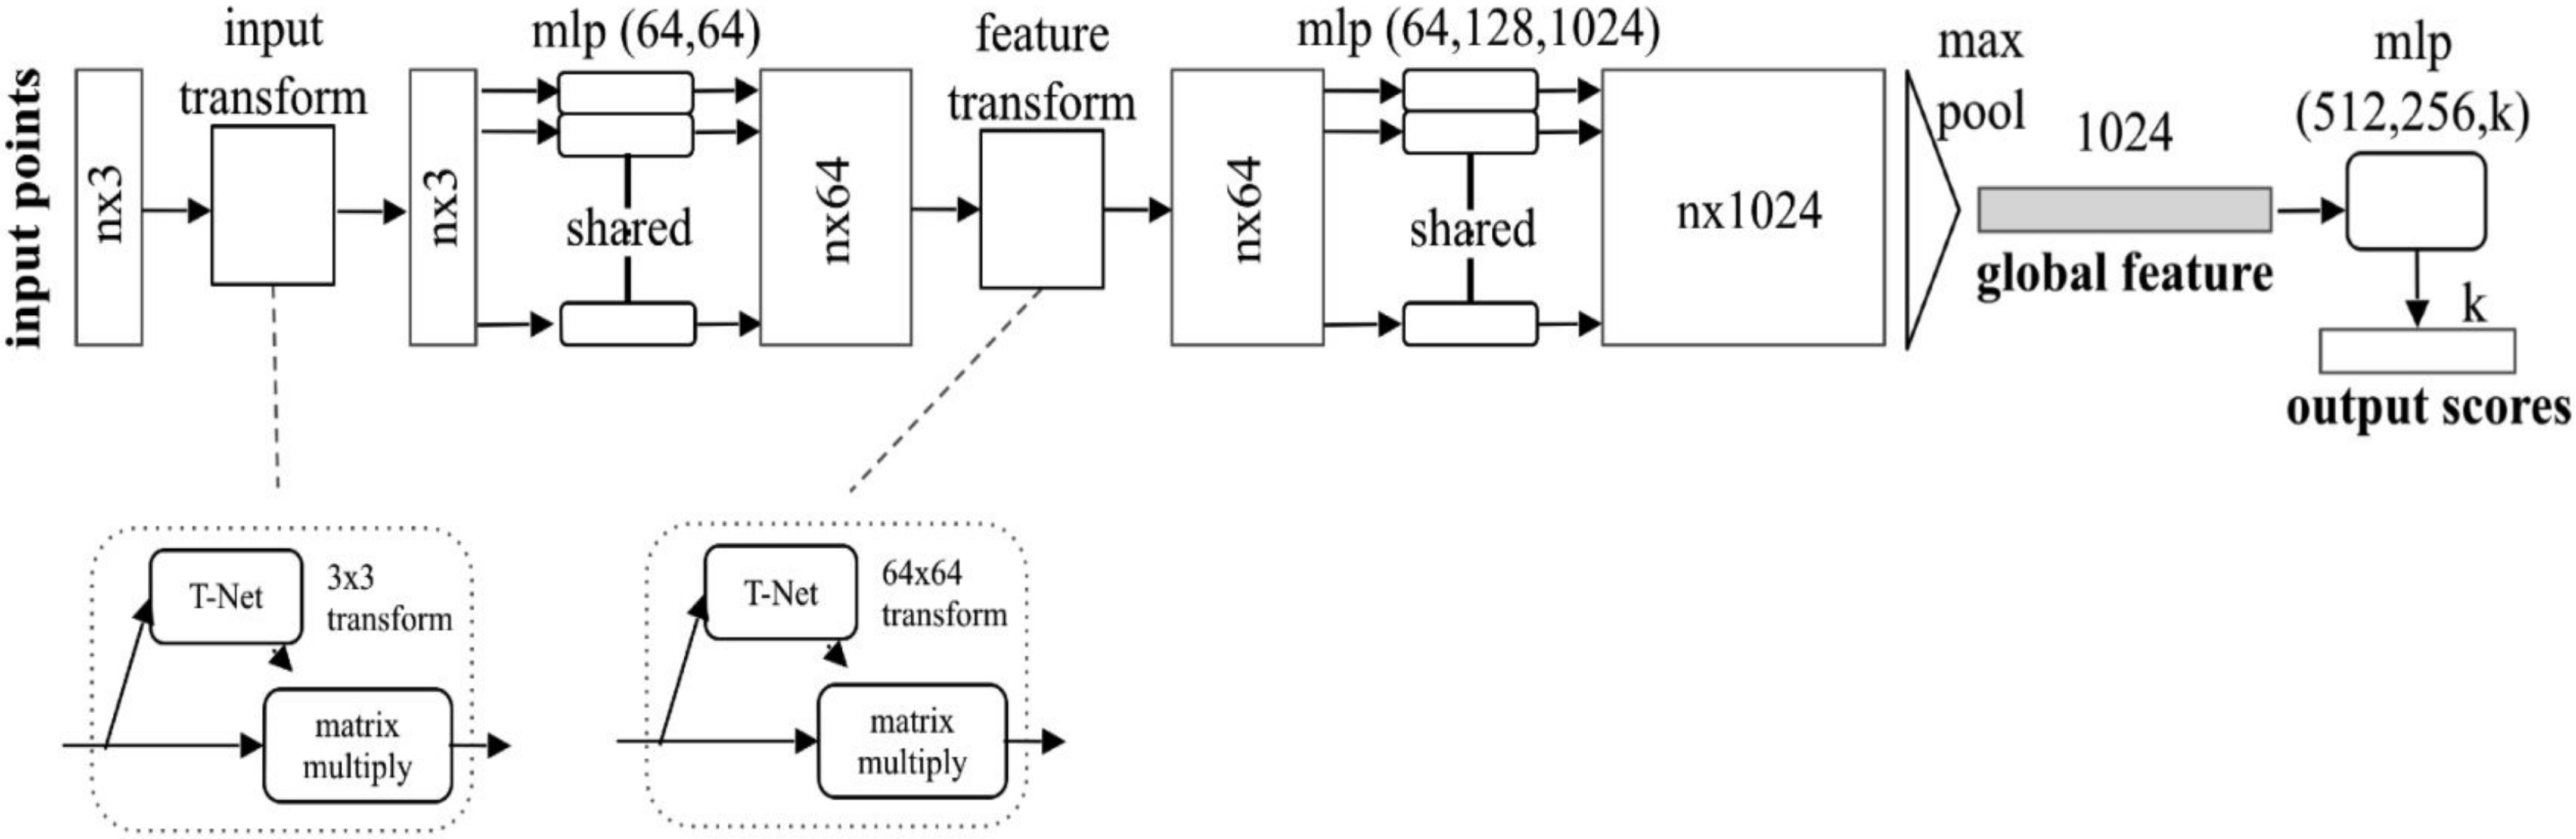 input points
nx3
input
transform
nx3
mlp (64,64)
shared
nx64
feature
transform
nx64
mlp (64,128,1024)
shared
nx1024
max
pool
1024
global feature
mlp
(512,256,k)
k
output scores
T-Net
3x3
transform
matrix
multiply
T-Net
64x64
transform
matrix
multiply